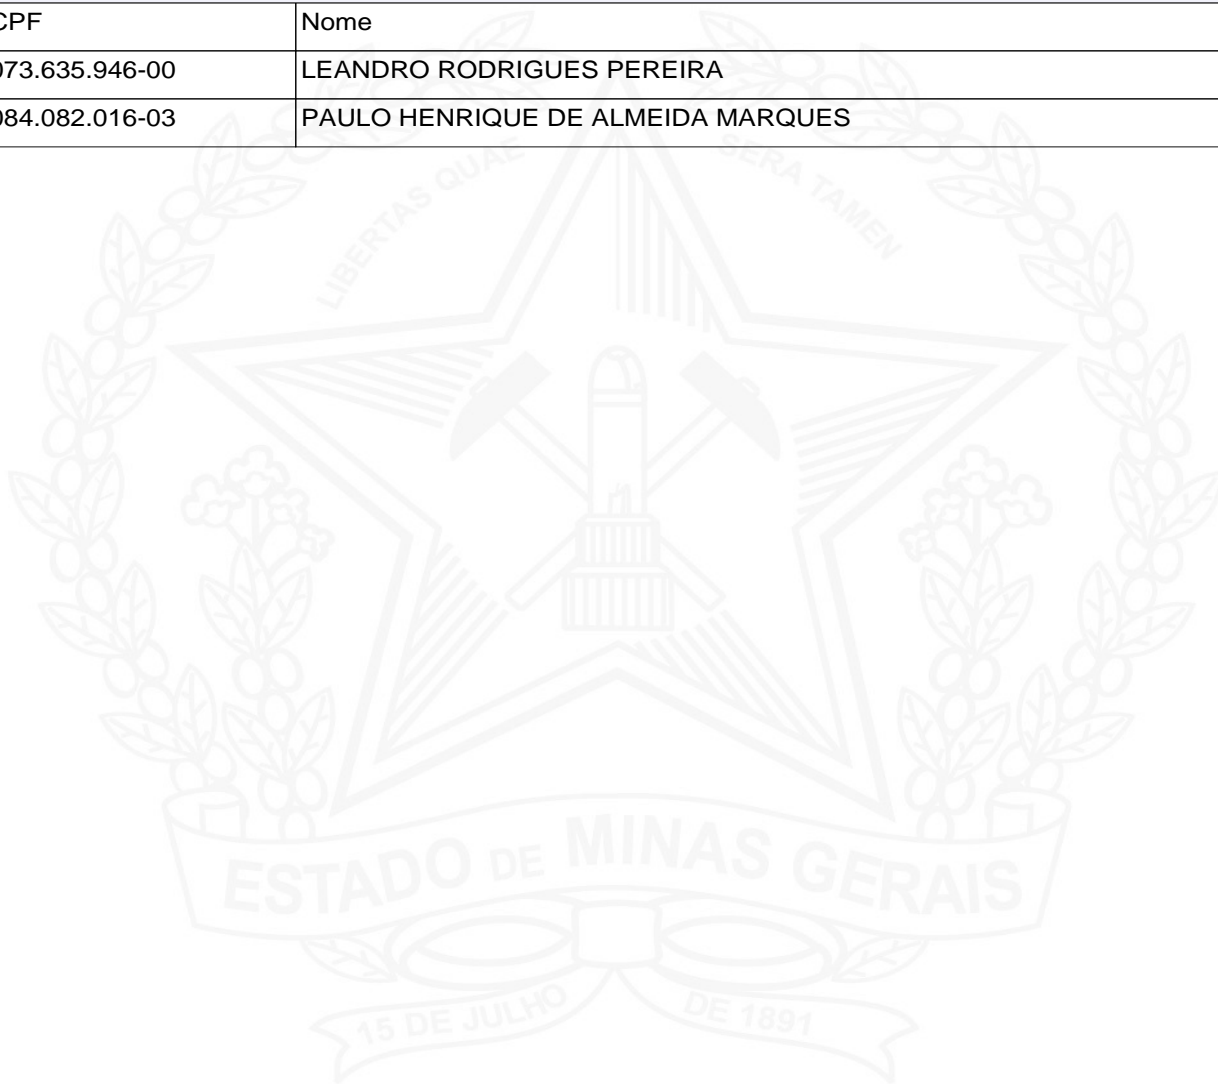 CPF Nome
073.635.946-00 LEANDRO RODRIGUES PEREIRA
084.082.016-03 PAULO HENRIQUE DE ALMEIDA MARQUES
LIBERTAS QUAE SERA TAMEN
ESTADO DE MINAS GERAIS
15 DE JULHO DE 1891